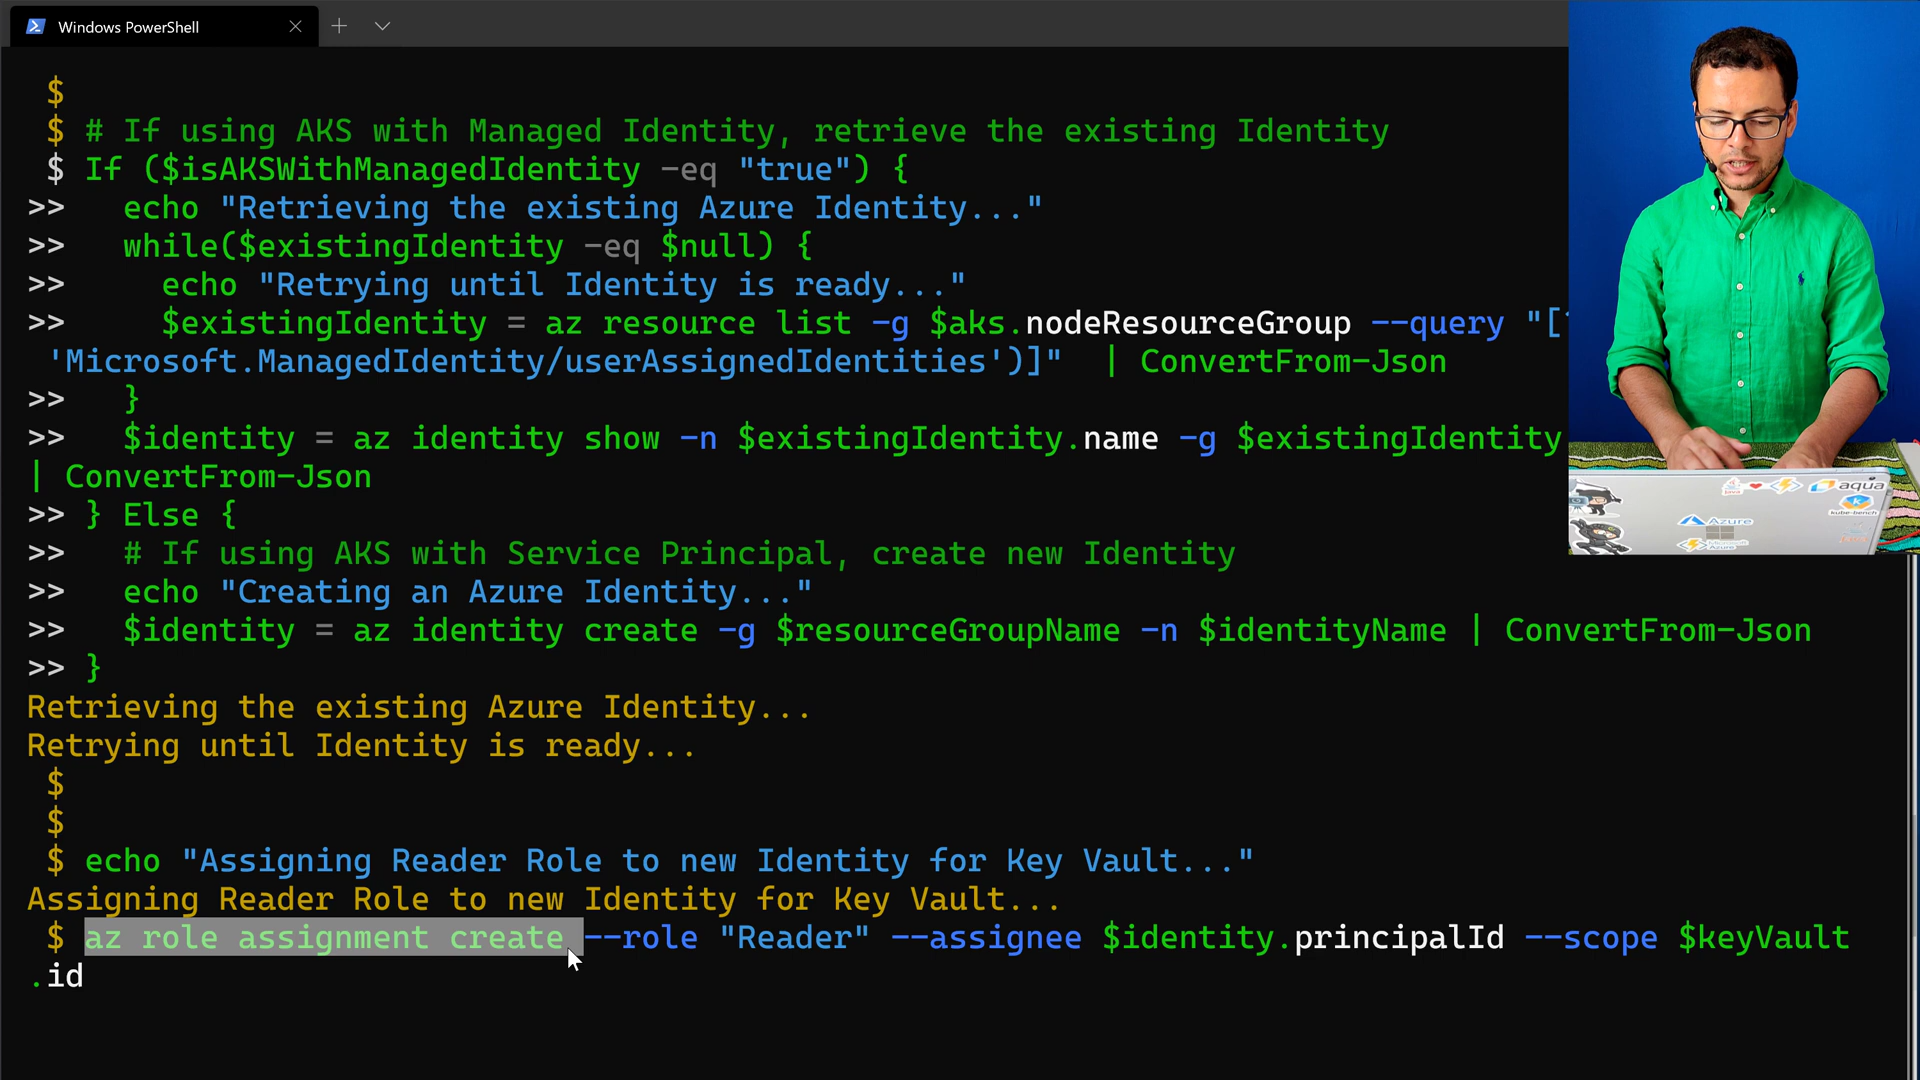 Windows PowerShell
$
$ # If using AKS with Managed Identity, retrieve the existing Identity
$ If ($isAKSWithManagedIdentity -eq "true") {
>>   echo "Retrieving the existing Azure Identity..."
>>   while($existingIdentity -eq $null) {
>>     echo "Retrying until Identity is ready..."
>>     $existingIdentity = az resource list -g $aks.nodeResourceGroup --query "[
'Microsoft.ManagedIdentity/userAssignedIdentities')]"  | ConvertFrom-Json
>>   }
>>   $identity = az identity show -n $existingIdentity.name -g $existingIdentity
| ConvertFrom-Json
>> } Else {
>>   # If using AKS with Service Principal, create new Identity
>>   echo "Creating an Azure Identity..."
>>   $identity = az identity create -g $resourceGroupName -n $identityName | ConvertFrom-Json
>> }
Retrieving the existing Azure Identity...
Retrying until Identity is ready...
$
$
$ echo "Assigning Reader Role to new Identity for Key Vault..."
Assigning Reader Role to new Identity for Key Vault...
$ az role assignment create --role "Reader" --assignee $identity.principalId --scope $keyVault
.id
aqua
kube-bench
Azure